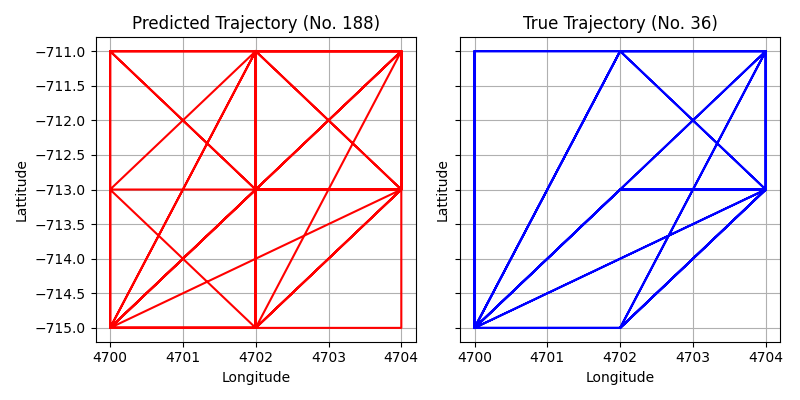 Predicted Trajectory (No. 188)
True Trajectory (No. 36)
−711.0
−711.5
−712.0
−712.5
−713.0
−713.5
−714.0
−714.5
−715.0
Lattitude
Lattitude
4700 4701 4702 4703 4704
4700 4701 4702 4703 4704
Longitude
Longitude